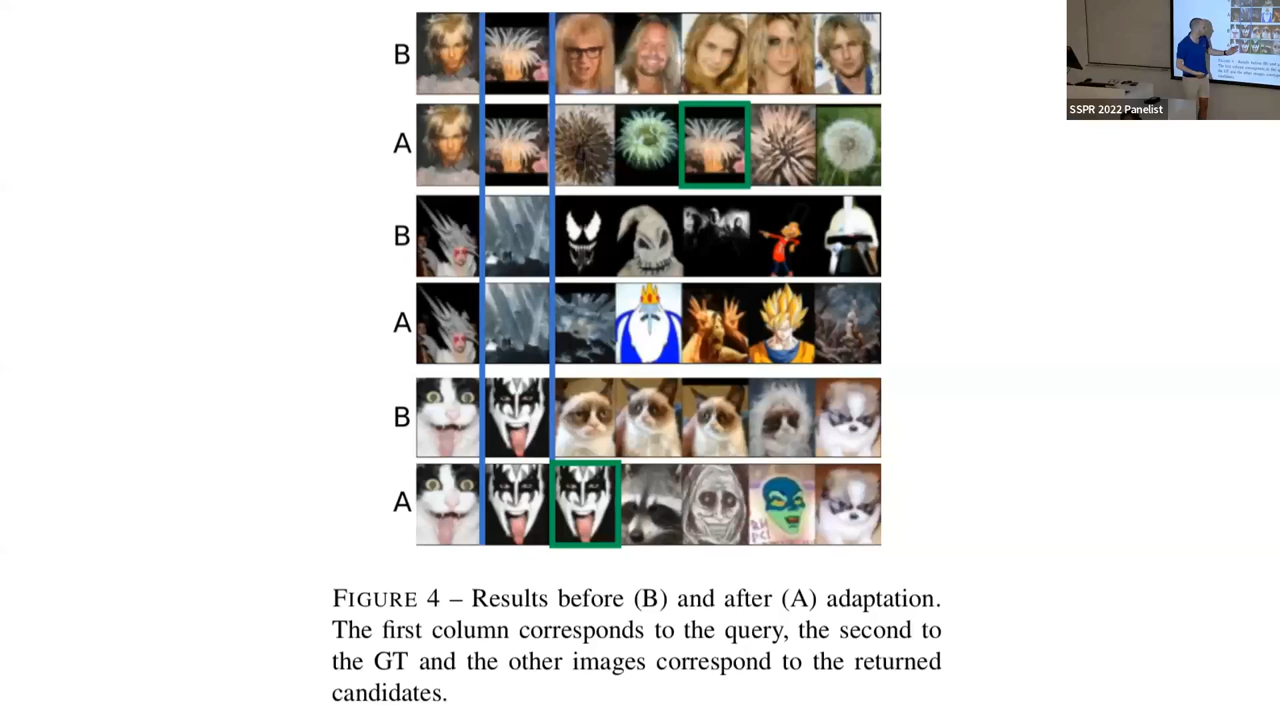 B
SSPR 2022 Panelist
A
B
A
B
A
FIGURE 4 – Results before (B) and after (A) adaptation.
The first column corresponds to the query, the second to
the GT and the other images correspond to the returned
candidates.